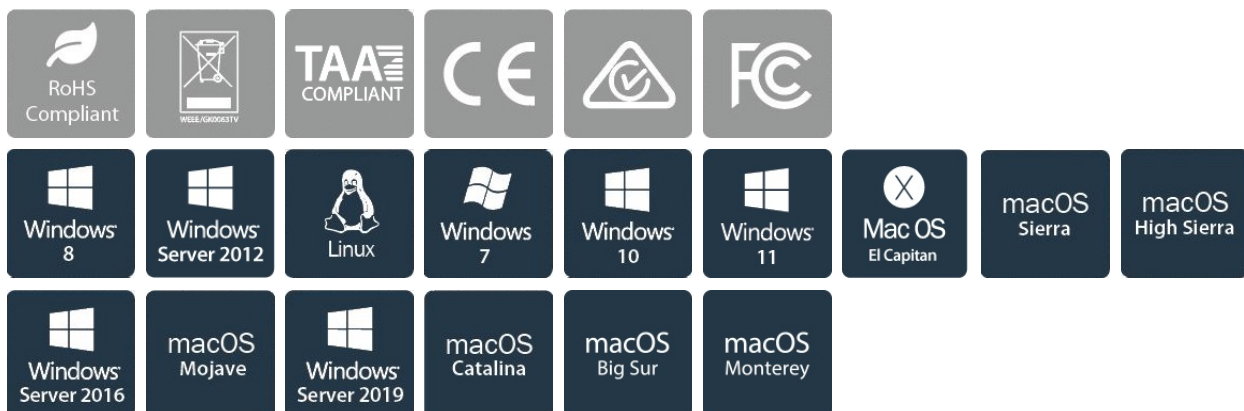 RoHS
Compliant
WEEE/GK0083TV
TAA
COMPLIANT
CE
FC
Windows
8
Windows
Server 2012
Linux
Windows
7
Windows
10
Windows
11
X
Mac OS
El Capitan
macOS
Sierra
macOS
High Sierra
Windows
Server 2016
macOS
Mojave
Windows
Server 2019
macOS
Catalina
macOS
Big Sur
macOS
Monterey